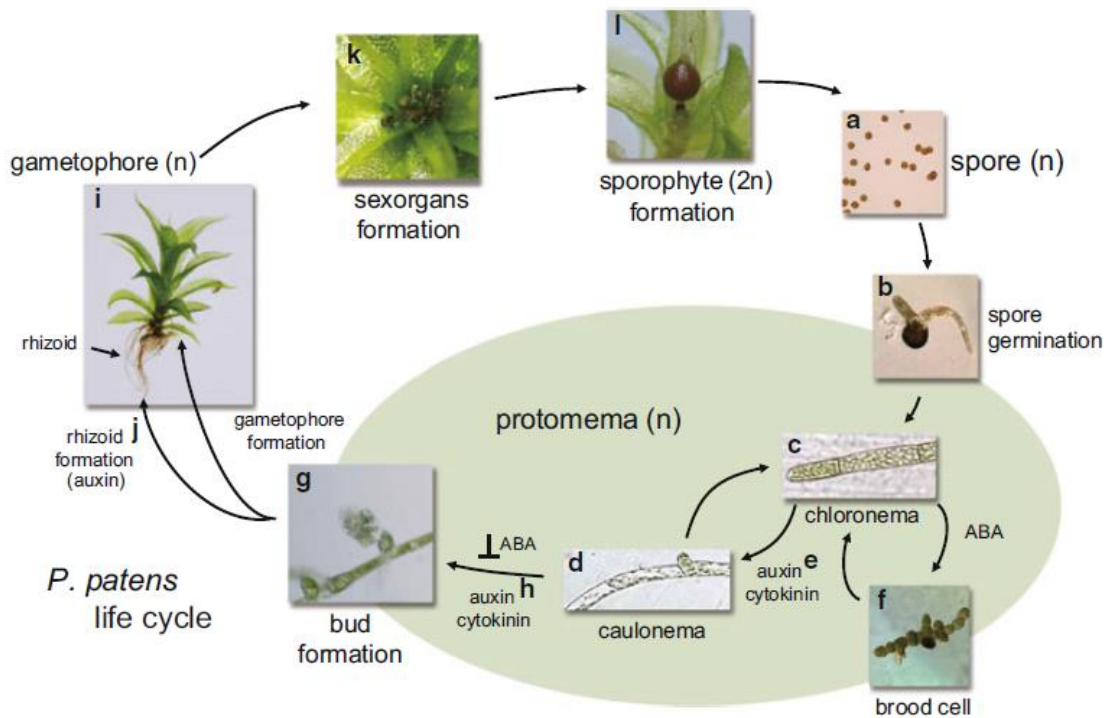 k
l
a
gametophore (n)
spore (n)
i
sexorgans
formation
sporophyte (2n)
formation
b
spore
germination
rhizoid
protomema (n)
gametophore
formation
j
rhizoid
formation
(auxin)
c
chloronema
g
ABA
ABA
d
e
auxin
cytokinin
h
auxin
cytokinin
f
P. patens
life cycle
bud
formation
caulonema
brood cell